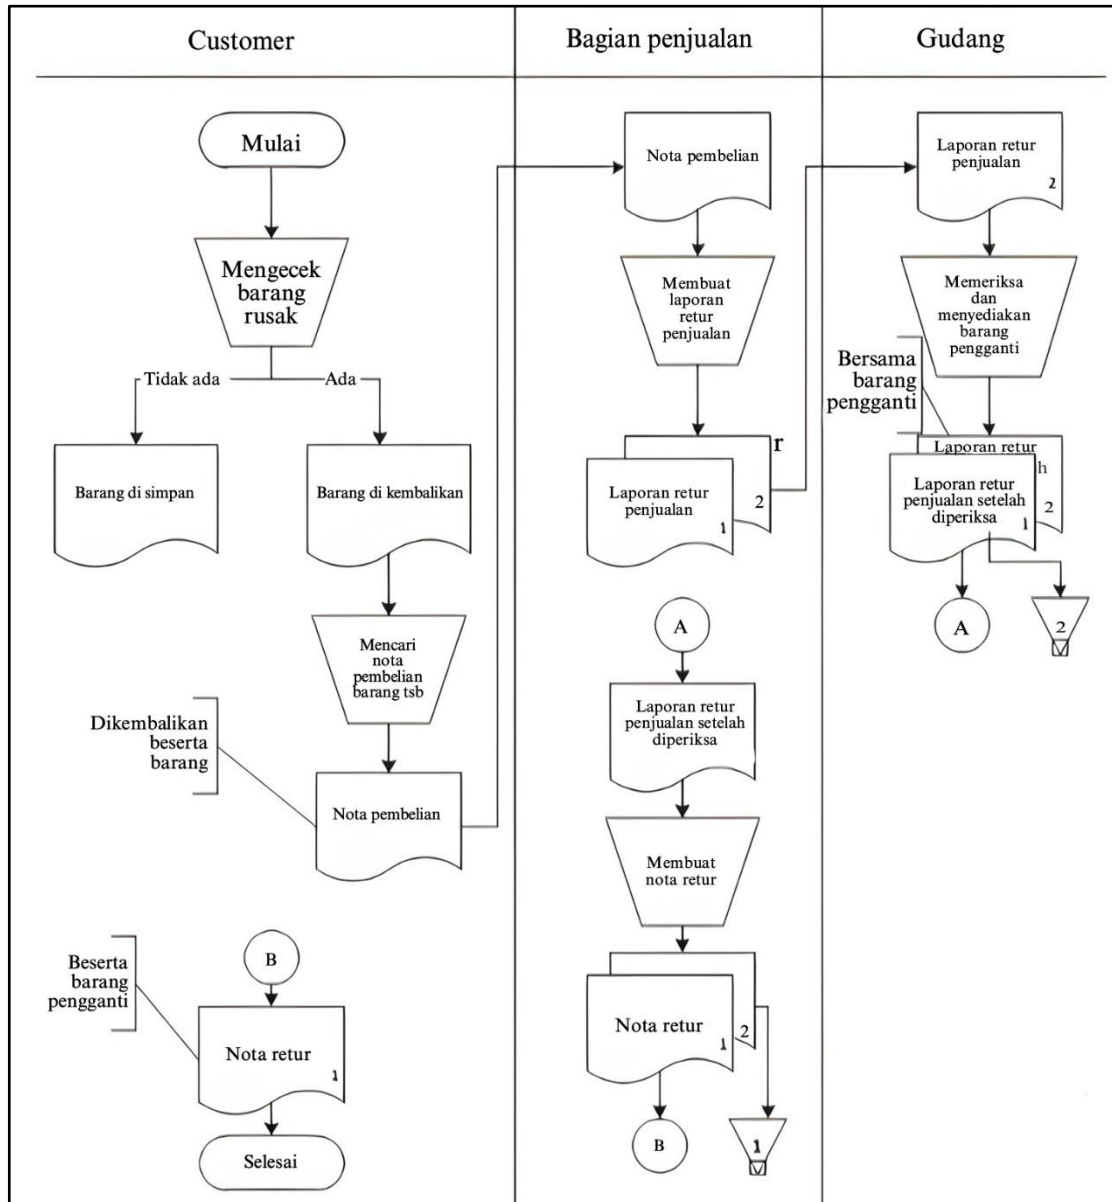 Customer
Bagian penjualan
Gudang
Mulai
Mengecek
barang
rusak
Tidak ada
Ada
Barang di simpan
Barang di kembalikan
Mencari
nota
pembelian
barang tsb
Dikembalikan
beserta
barang
Nota pembelian
B
Beserta
barang
pengganti
Nota retur
1
Selesai
Nota pembelian
Membuat
laporan
retur
penjualan
r
2
Laporan retur
penjualan
1
A
Laporan retur
penjualan setelah
diperiksa
Membuat
nota retur
2
Nota retur
1
B
1
Laporan retur
penjualan
2
Memeriksa
dan
menyediakan
barang
pengganti
Bersama
barang
pengganti
Laporan retur
h
2
Laporan retur
penjualan setelah
diperiksa
1
A
2